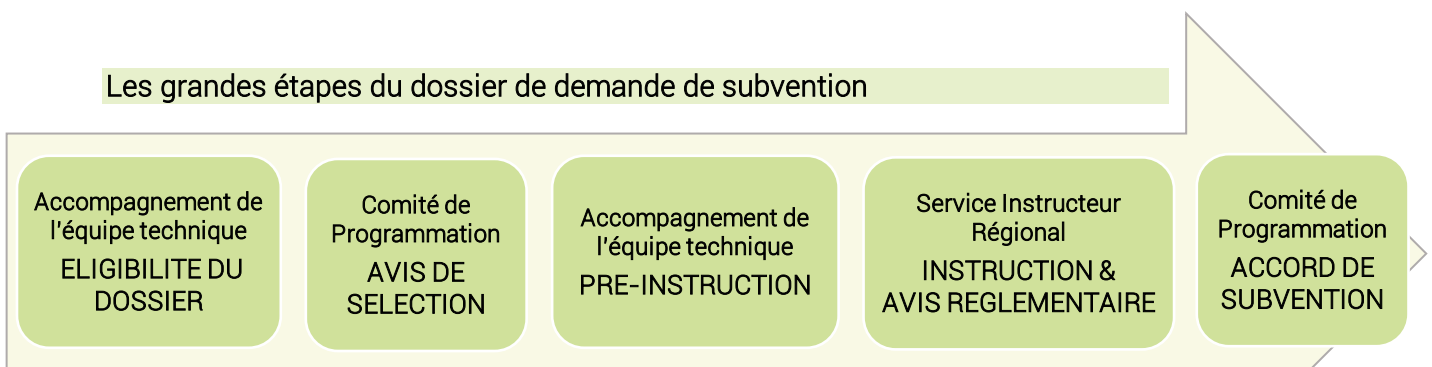 Les grandes étapes du dossier de demande de subvention
Accompagnement de
l'équipe technique
ELIGIBILITE DU
DOSSIER
Comité de
Programmation
AVIS DE
SELECTION
Accompagnement de
l'équipe technique
PRE-INSTRUCTION
Service Instructeur
Régional
INSTRUCTION &
AVIS REGLEMENTAIRE
Comité de
Programmation
ACCORD DE
SUBVENTION